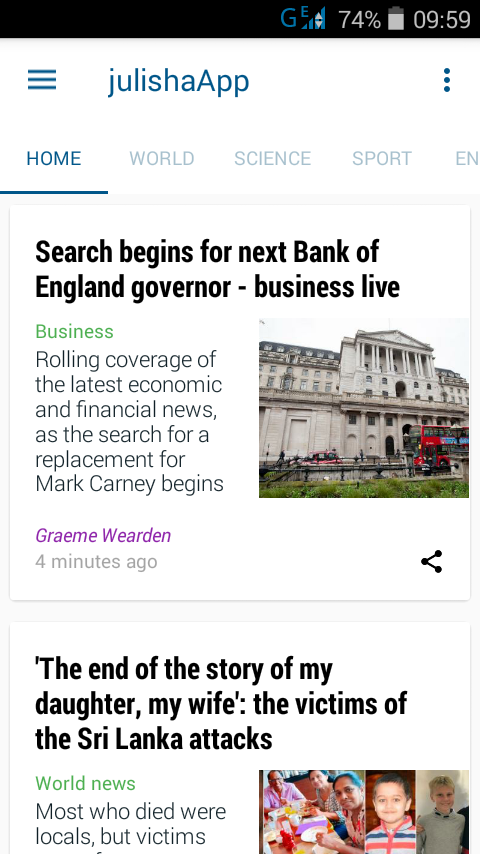 G E 74% 09:59
julishaApp
HOME WORLD SCIENCE SPORT EN
Search begins for next Bank of
England governor - business live
Business
Rolling coverage of
the latest economic
and financial news,
as the search for a
replacement for
Mark Carney begins
Graeme Wearden
4 minutes ago
'The end of the story of my
daughter, my wife': the victims of
the Sri Lanka attacks
World news
Most who died were
locals, but victims